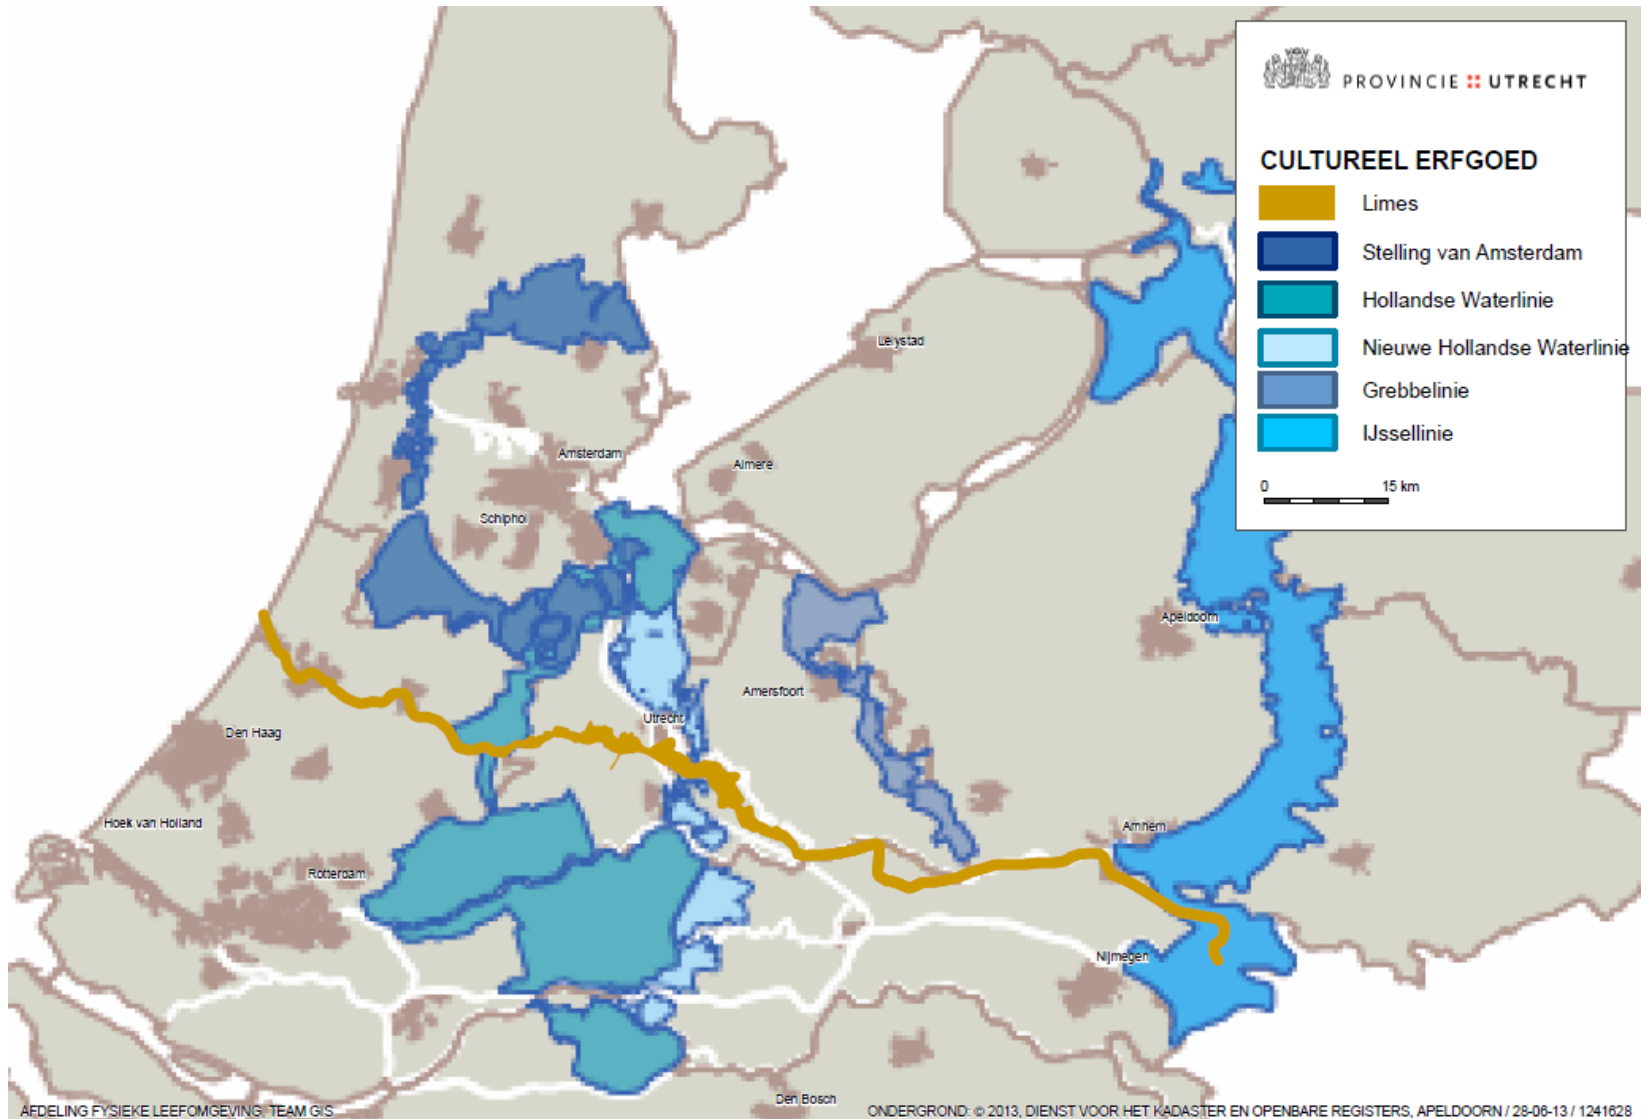 PROVINCIE UTRECHT
CULTUREEL ERFGOED
Limes
Stelling van Amsterdam
Hollandse Waterlinie
Nieuwe Hollandse Waterlinie
Grebbelinie
IJssellinie
0 15 km
Lelystad
Amsterdam
Almere
Schiphol
Apeldoorn
Amersfoort
Utrecht
Den Haag
Hoek van Holland
Arnhem
Rotterdam
Nijmegen
Den Bosch
AFDELING FYSIEKE LEEFOMGEVING, TEAM GIS
ONDERGROND: © 2013, DIENST VOOR HET KADASTER EN OPENBARE REGISTERS, APELDOORN / 28-06-13 / 1241628